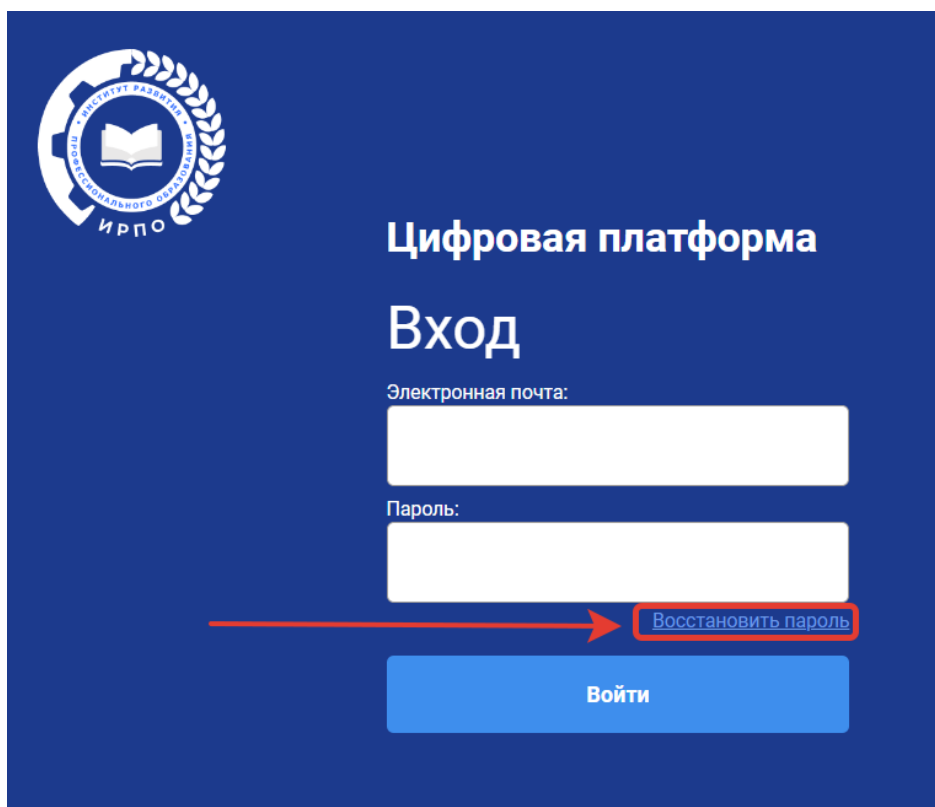 • ИНСТИТУТ РАЗВИТИЯ •
ПРОФЕССИОНАЛЬНОГО ОБРАЗОВАНИЯ
ИРПО
Цифровая платформа
Вход
Электронная почта:
Пароль:
Восстановить пароль
Войти